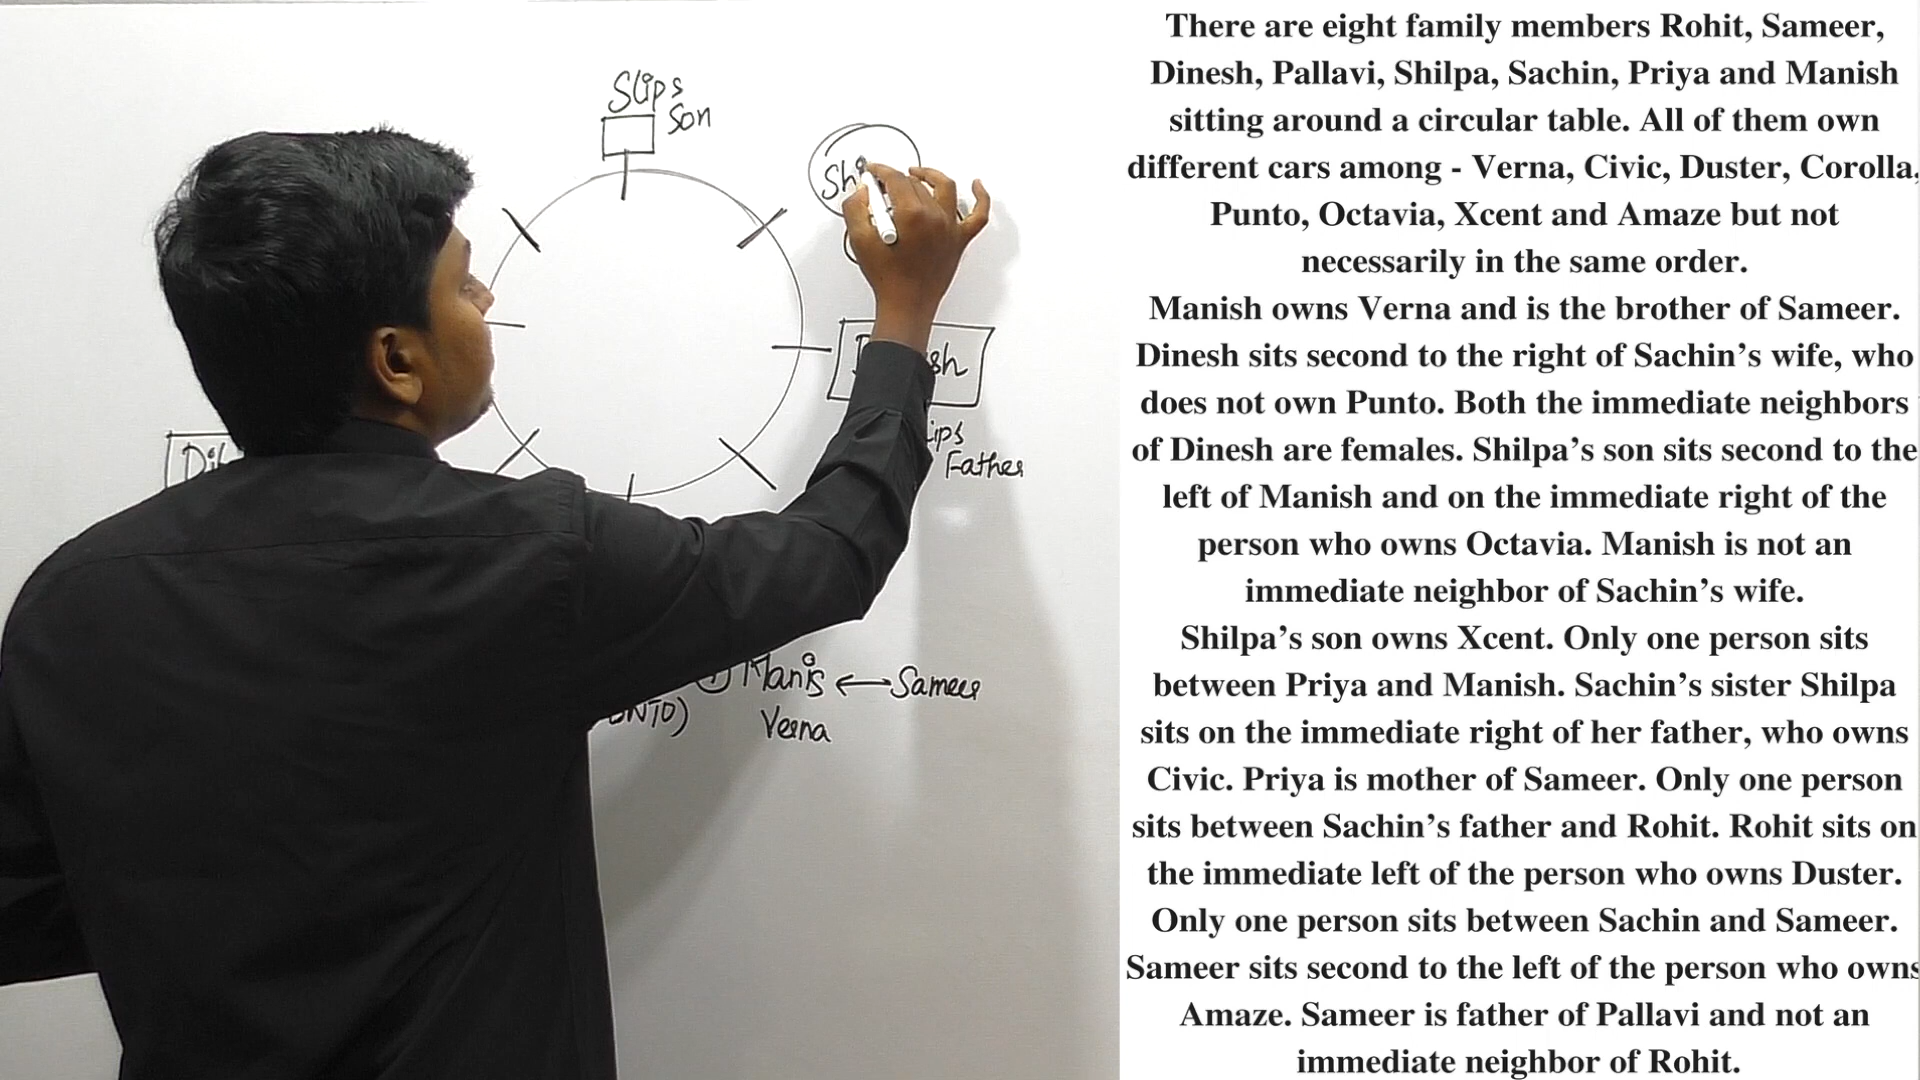 Slips
Son
Sh
sh
ips
Father
Manis ←→ Sameer
Verna
There are eight family members Rohit, Sameer,
Dinesh, Pallavi, Shilpa, Sachin, Priya and Manish
sitting around a circular table. All of them own
different cars among - Verna, Civic, Duster, Corolla,
Punto, Octavia, Xcent and Amaze but not
necessarily in the same order.
Manish owns Verna and is the brother of Sameer.
Dinesh sits second to the right of Sachin’s wife, who
does not own Punto. Both the immediate neighbors
of Dinesh are females. Shilpa’s son sits second to the
left of Manish and on the immediate right of the
person who owns Octavia. Manish is not an
immediate neighbor of Sachin’s wife.
Shilpa’s son owns Xcent. Only one person sits
between Priya and Manish. Sachin’s sister Shilpa
sits on the immediate right of her father, who owns
Civic. Priya is mother of Sameer. Only one person
sits between Sachin’s father and Rohit. Rohit sits on
the immediate left of the person who owns Duster.
Only one person sits between Sachin and Sameer.
Sameer sits second to the left of the person who owns
Amaze. Sameer is father of Pallavi and not an
immediate neighbor of Rohit.